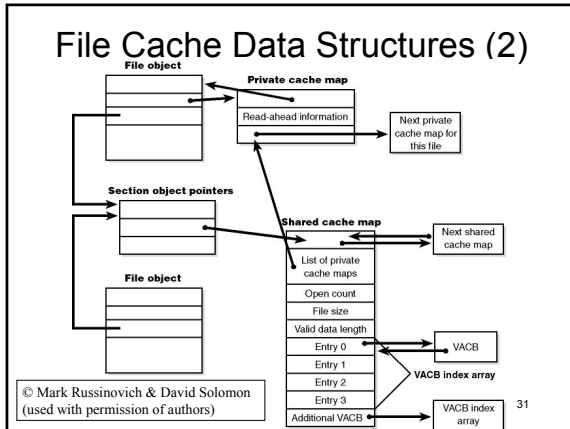 File Cache Data Structures (2)
File object
Private cache map
Read-ahead information
Next private
cache map for
this file
Section object pointers
Shared cache map
Next shared
cache map
List of private
cache maps
File object
Open count
File size
Valid data length
Entry 0
VACB
Entry 1
VACB index array
Entry 2
Entry 3
Additional VACB
VACB index
array
© Mark Russinovich & David Solomon
(used with permission of authors)
31